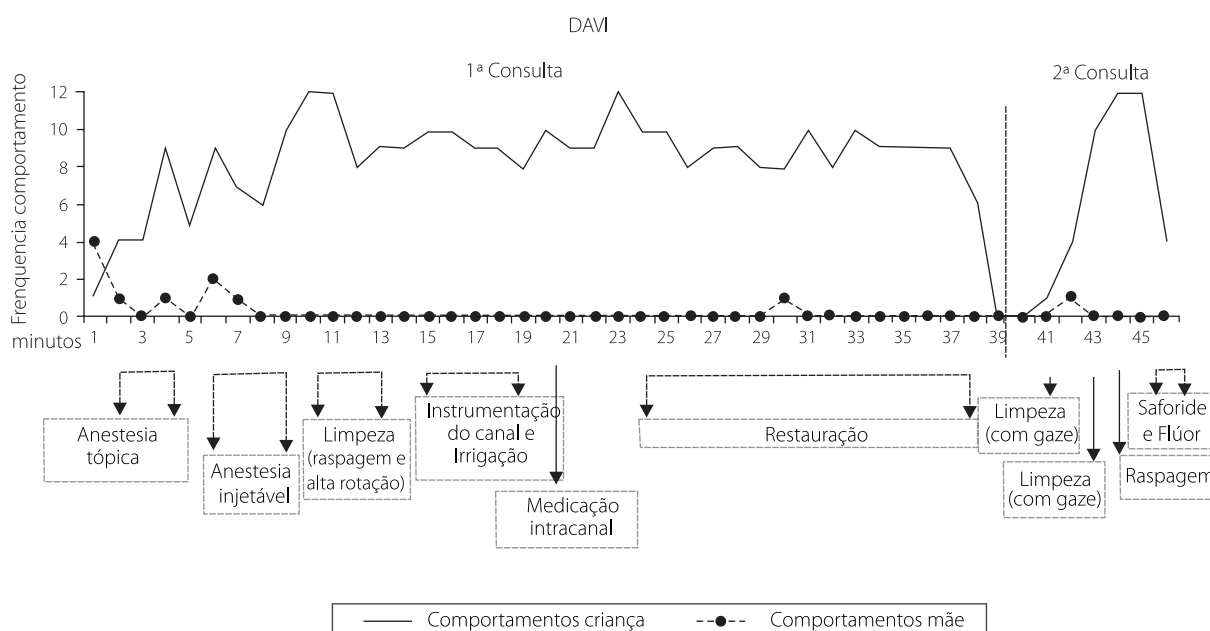 DAVI
1ª Consulta
2ª Consulta
Frenquencia comportamento
12
10
8
6
4
2
0
minutos 1 3 5 7 9 11 13 15 17 19 21 23 25 27 29 31 33 35 37 39 41 43 45
Anestesia
tópica
Anestesia
injetável
Limpeza
(raspagem e
alta rotação)
Instrumentação
do canal e
Irrigação
Medicação
intracanal
Restauração
Limpeza
(com gaze)
Limpeza
(com gaze)
Saforide
e Flúor
Raspagem
Comportamentos criança Comportamentos mãe